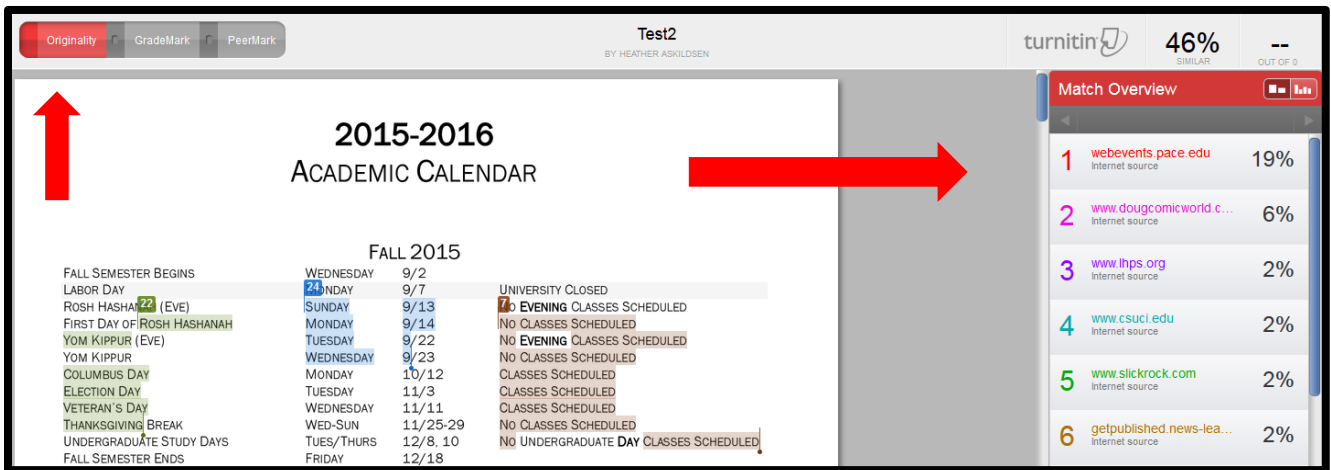 Originality GradeMark PeerMark
Test2
BY HEATHER ASKILDSEN
turnitin
46%
SIMILAR
--
OUT OF 0
2015-2016
ACADEMIC CALENDAR
FALL 2015
FALL SEMESTER BEGINS WEDNESDAY 9/2
LABOR DAY 24 ONDAY 9/7 UNIVERSITY CLOSED
ROSH HASHANA 22 (EVE) SUNDAY 9/13 7 O EVENING CLASSES SCHEDULED
FIRST DAY OF ROSH HASHANAH MONDAY 9/14 NO CLASSES SCHEDULED
YOM KIPPUR (EVE) TUESDAY 9/22 NO EVENING CLASSES SCHEDULED
YOM KIPPUR WEDNESDAY 9/23 NO CLASSES SCHEDULED
COLUMBUS DAY MONDAY 10/12 CLASSES SCHEDULED
ELECTION DAY TUESDAY 11/3 CLASSES SCHEDULED
VETERAN'S DAY WEDNESDAY 11/11 CLASSES SCHEDULED
THANKSGIVING BREAK WED-SUN 11/25-29 NO CLASSES SCHEDULED
UNDERGRADUATE STUDY DAYS TUES/THURS 12/8, 10 NO UNDERGRADUATE DAY CLASSES SCHEDULED
FALL SEMESTER ENDS FRIDAY 12/18
Match Overview
1 webevents.pace.edu 19%
Internet source
2 www.dougcomicworld.c... 6%
Internet source
3 www.lhps.org 2%
Internet source
4 www.csuci.edu 2%
Internet source
5 www.slickrock.com 2%
Internet source
6 getpublished.news-lea... 2%
Internet source